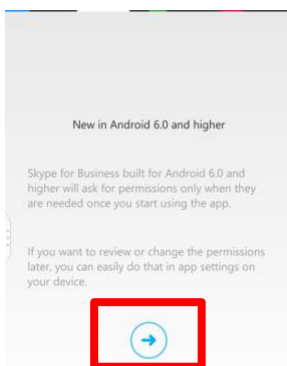 New in Android 6.0 and higher
Skype for Business built for Android 6.0 and
higher will ask for permissions only when they
are needed once you start using the app.
If you want to review or change the permissions
later, you can easily do that in app settings on
your device.